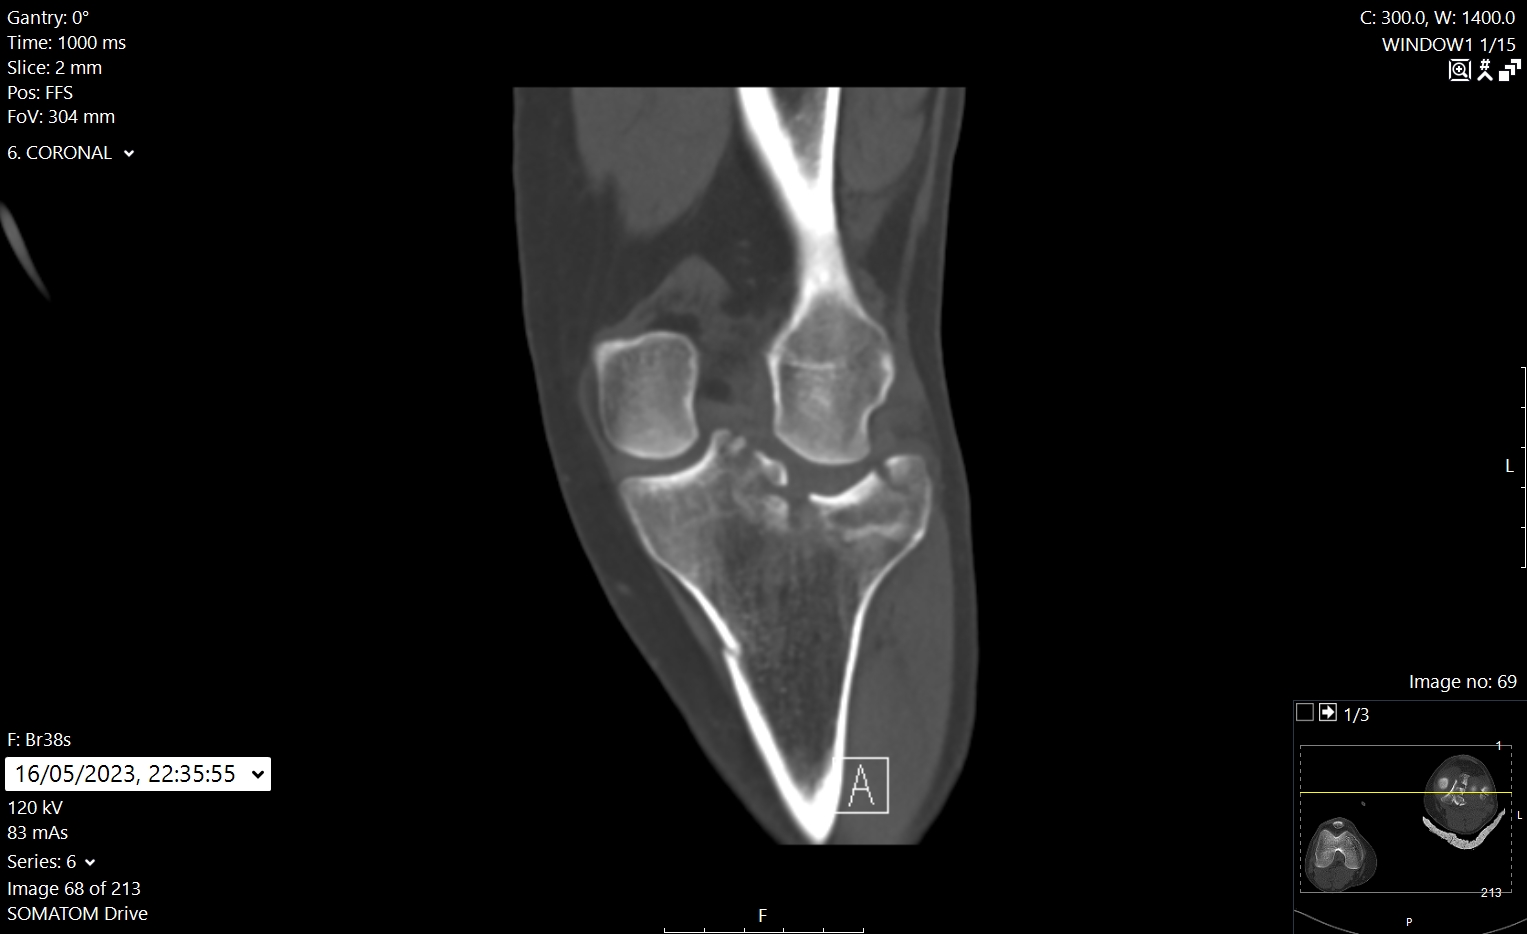 Gantry: 0°
Time: 1000 ms
Slice: 2 mm
Pos: FFS
FoV: 304 mm
6. CORONAL
C: 300.0, W: 1400.0
WINDOW1 1/15
#
L
A
F: Br38s
16/05/2023, 22:35:55
120 kV
83 mAs
Series: 6
Image 68 of 213
SOMATOM Drive
F
Image no: 69
1/3
1
L
213
P